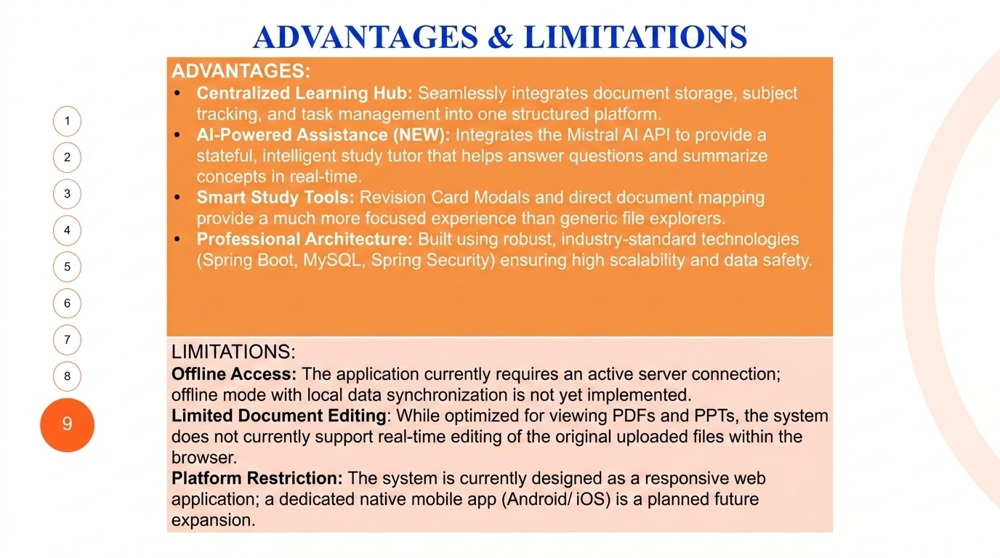 ADVANTAGES & LIMITATIONS
ADVANTAGES:
• Centralized Learning Hub: Seamlessly integrates document storage, subject
tracking, and task management into one structured platform.
• AI-Powered Assistance (NEW): Integrates the Mistral AI API to provide a
stateful, intelligent study tutor that helps answer questions and summarize
concepts in real-time.
• Smart Study Tools: Revision Card Modals and direct document mapping
provide a much more focused experience than generic file explorers.
• Professional Architecture: Built using robust, industry-standard technologies
(Spring Boot, MySQL, Spring Security) ensuring high scalability and data safety.
LIMITATIONS:
Offline Access: The application currently requires an active server connection;
offline mode with local data synchronization is not yet implemented.
Limited Document Editing: While optimized for viewing PDFs and PPTs, the system
does not currently support real-time editing of the original uploaded files within the
browser.
Platform Restriction: The system is currently designed as a responsive web
application; a dedicated native mobile app (Android/ iOS) is a planned future
expansion.
1
2
3
4
5
6
7
8
9